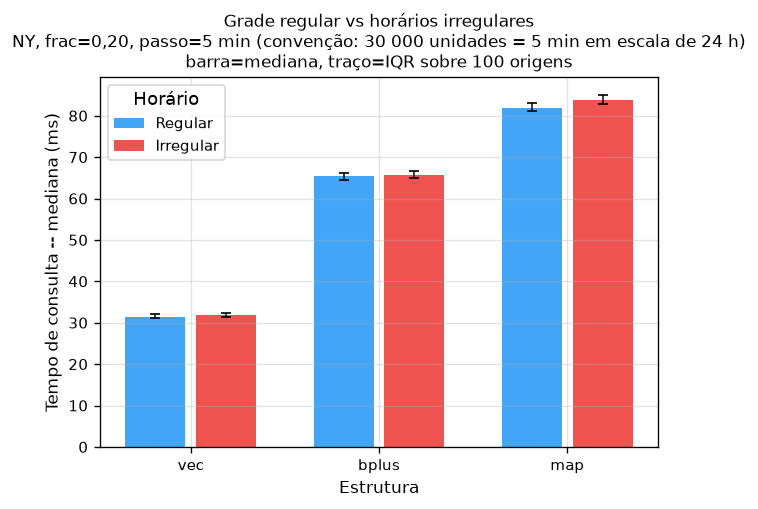 Grade regular vs horários irregulares
NY, frac=0,20, passo=5 min (convenção: 30 000 unidades = 5 min em escala de 24 h)
barra=mediana, traço=IQR sobre 100 origens
Horário
Regular
Irregular
Tempo de consulta -- mediana (ms)
80
70
60
50
40
30
20
10
0
vec
bplus
map
Estrutura